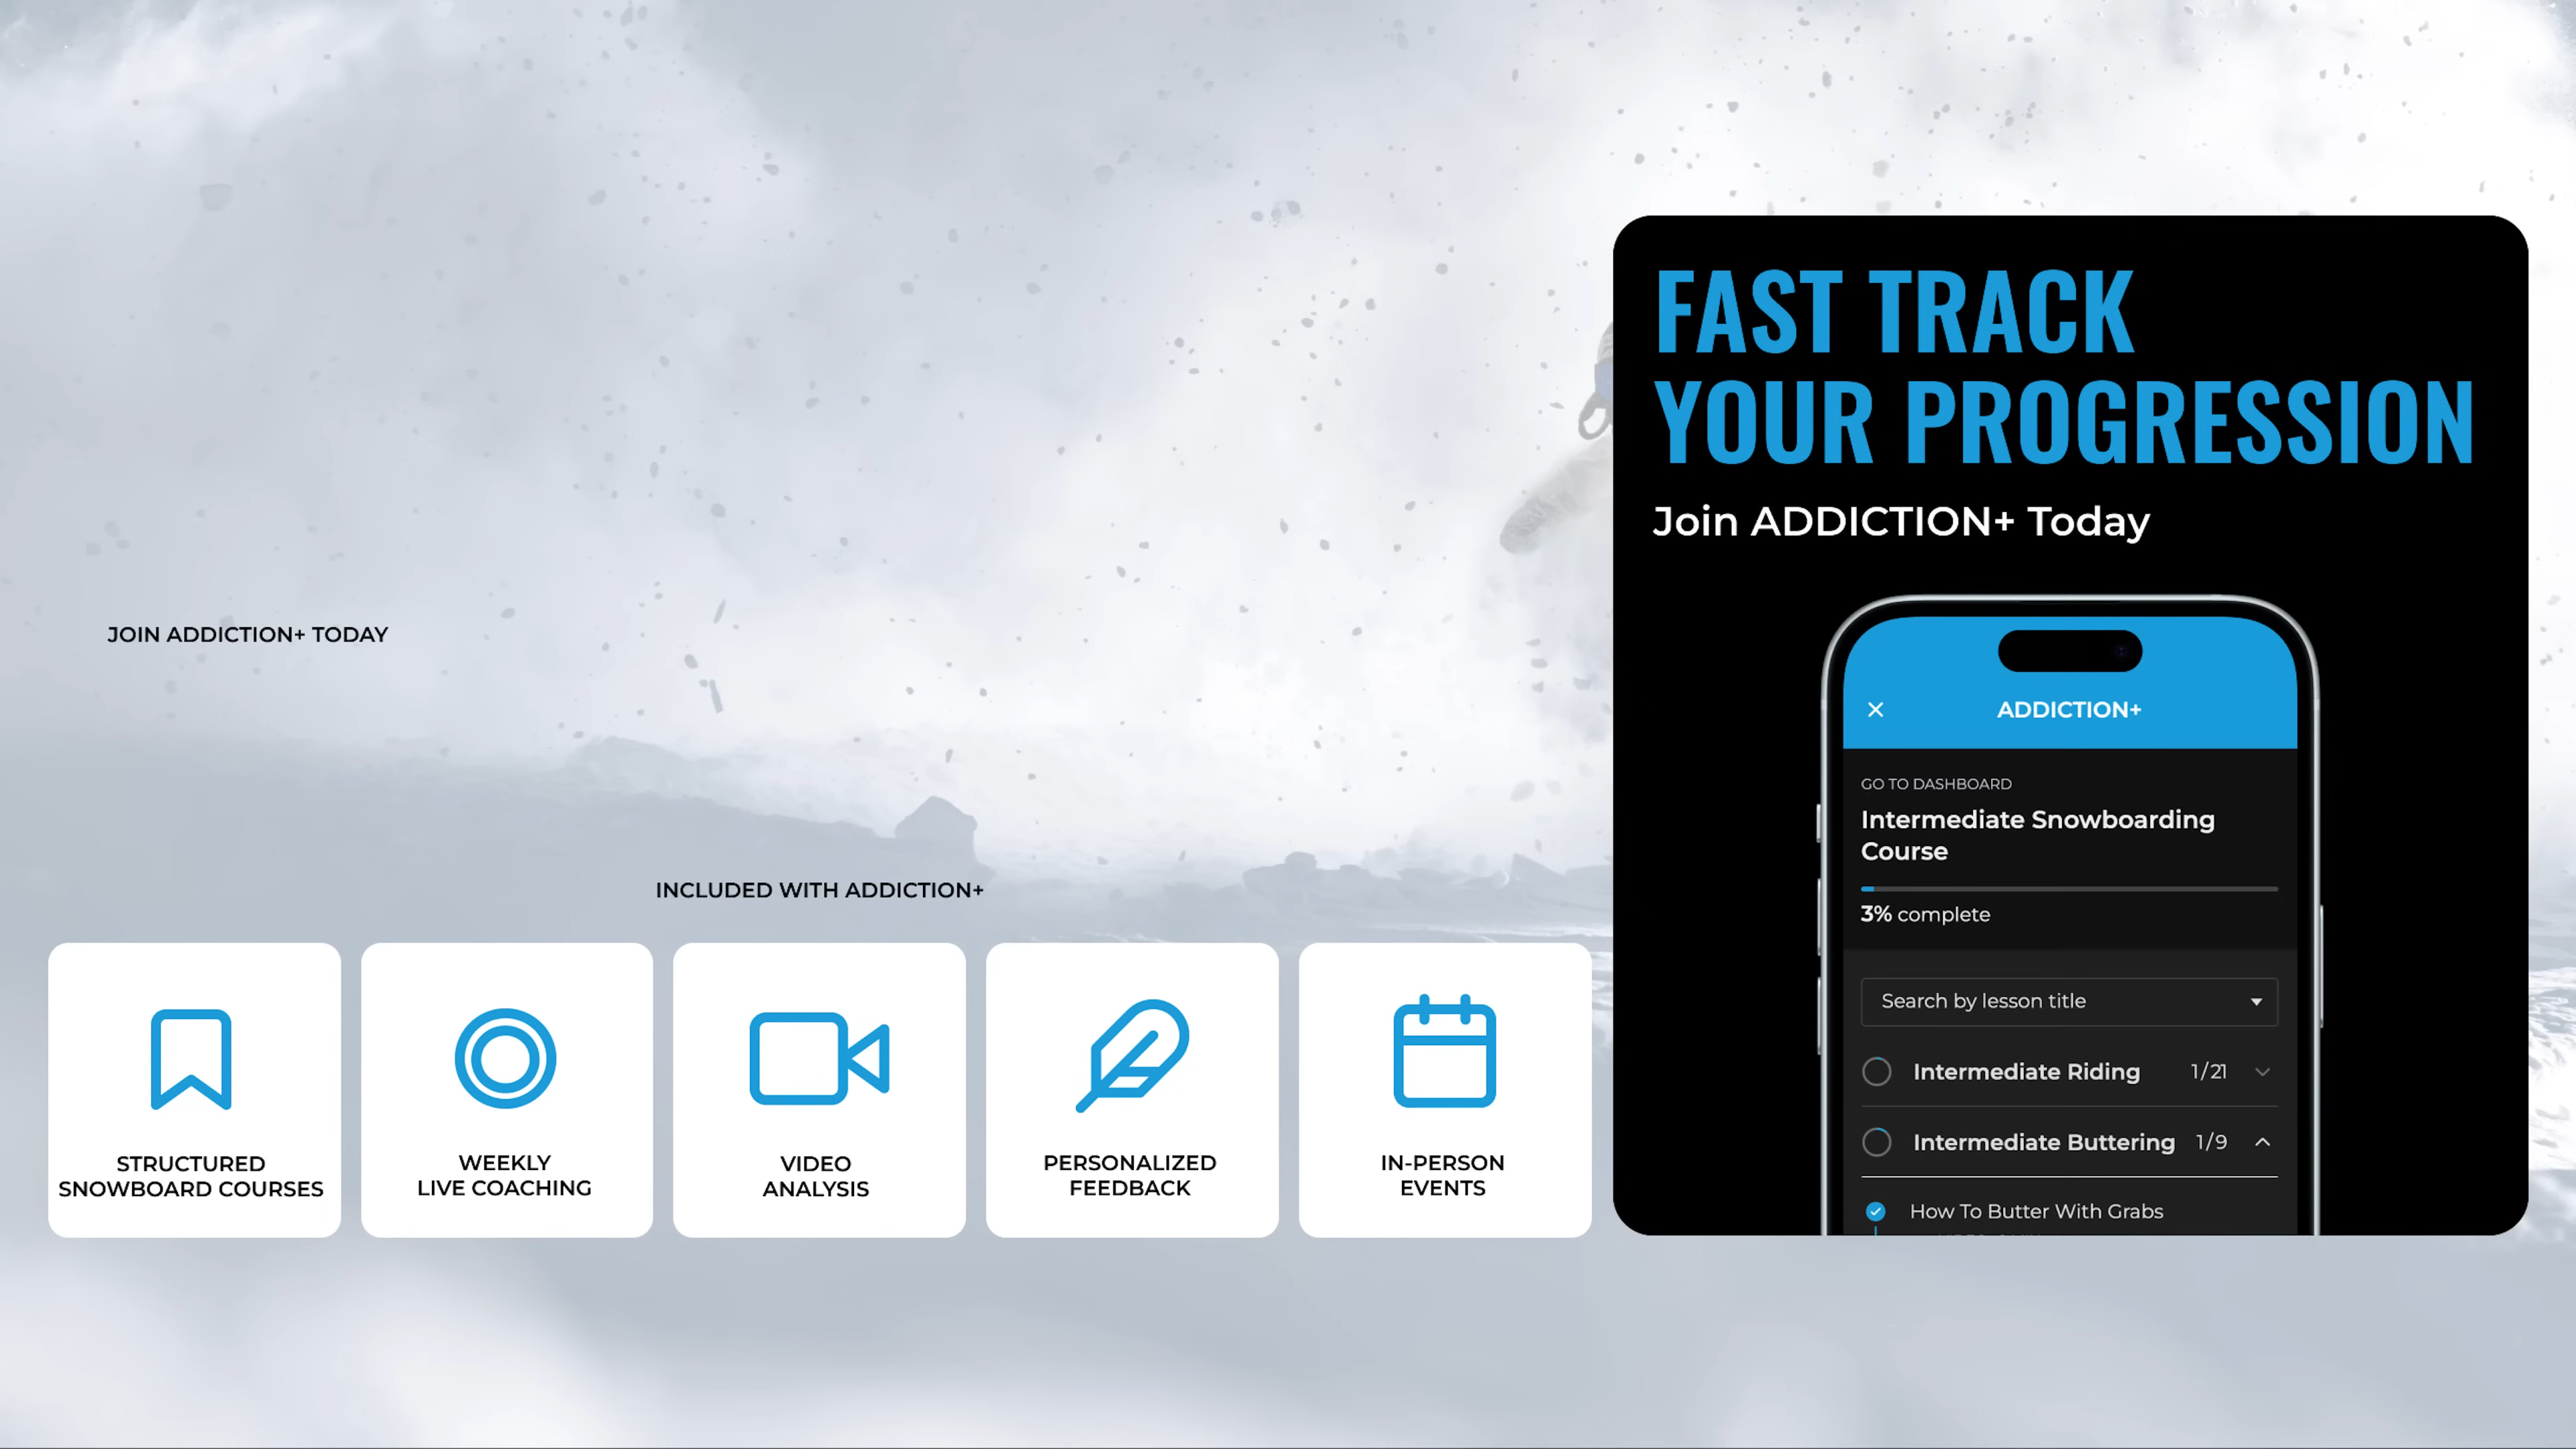 JOIN ADDICTION+ TODAY
INCLUDED WITH ADDICTION+
STRUCTURED
SNOWBOARD COURSES
WEEKLY
LIVE COACHING
VIDEO
ANALYSIS
PERSONALIZED
FEEDBACK
IN-PERSON
EVENTS
FAST TRACK
YOUR PROGRESSION
Join ADDICTION+ Today
ADDICTION+
GO TO DASHBOARD
Intermediate Snowboarding
Course
3% complete
Search by lesson title
Intermediate Riding 1/21
Intermediate Buttering 1/9
How To Butter With Grabs